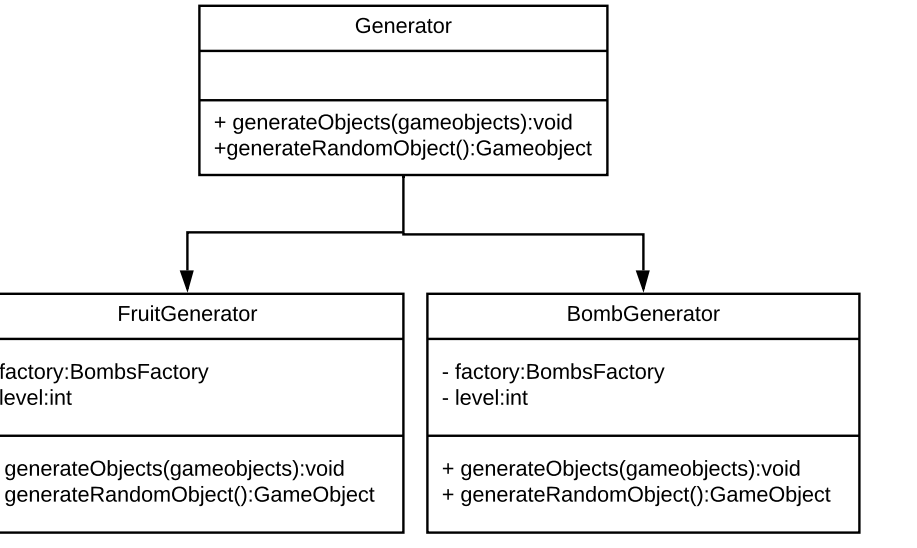 Generator
+ generateObjects(gameobjects):void
+generateRandomObject():Gameobject
FruitGenerator
factory:BombsFactory
level:int
generateObjects(gameobjects):void
generateRandomObject():GameObject
BombGenerator
- factory:BombsFactory
- level:int
+ generateObjects(gameobjects):void
+ generateRandomObject():GameObject